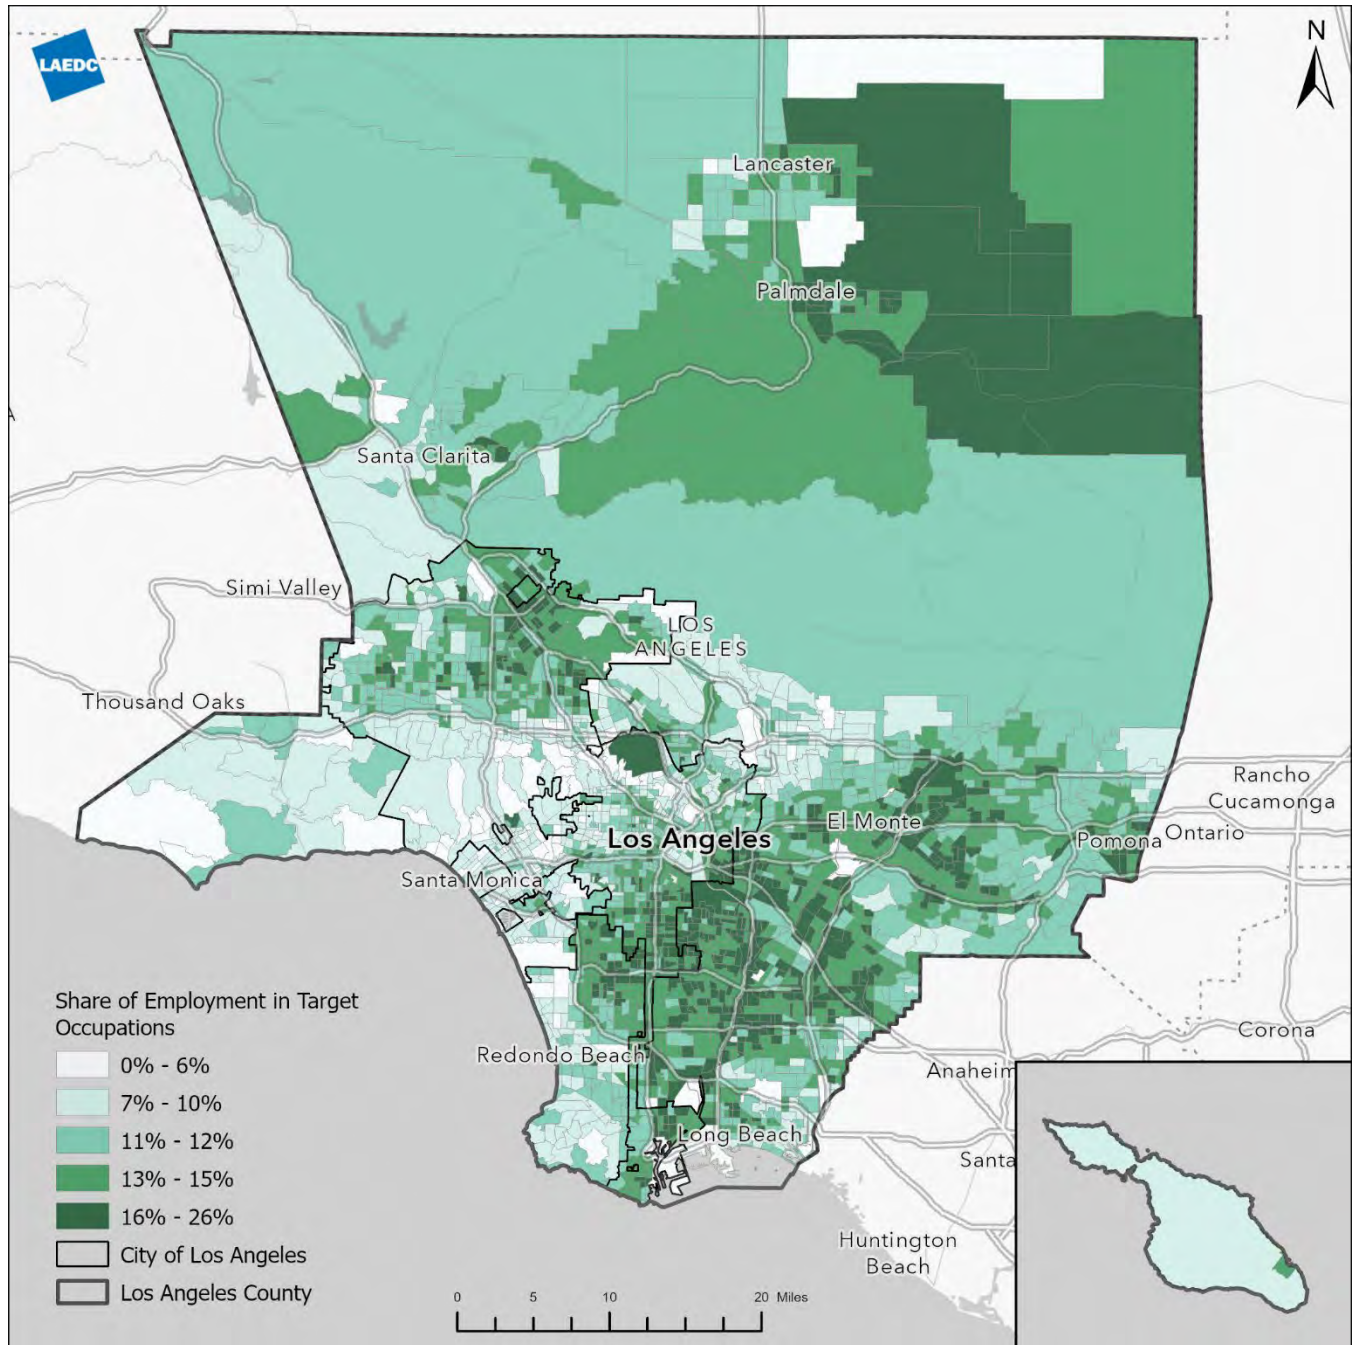 LAEDC
N
Lancaster
Palmdale
Santa Clarita
Simi Valley
LOS
ANGELES
Thousand Oaks
Rancho
Cucamonga
El Monte
Los Angeles
Pomona
Ontario
Santa Monica
Share of Employment in Target
Occupations
0% - 6%
7% - 10%
11% - 12%
13% - 15%
16% - 26%
City of Los Angeles
Los Angeles County
Redondo Beach
Corona
Anaheim
Long Beach
Santa
Huntington
Beach
0 5 10 20 Miles